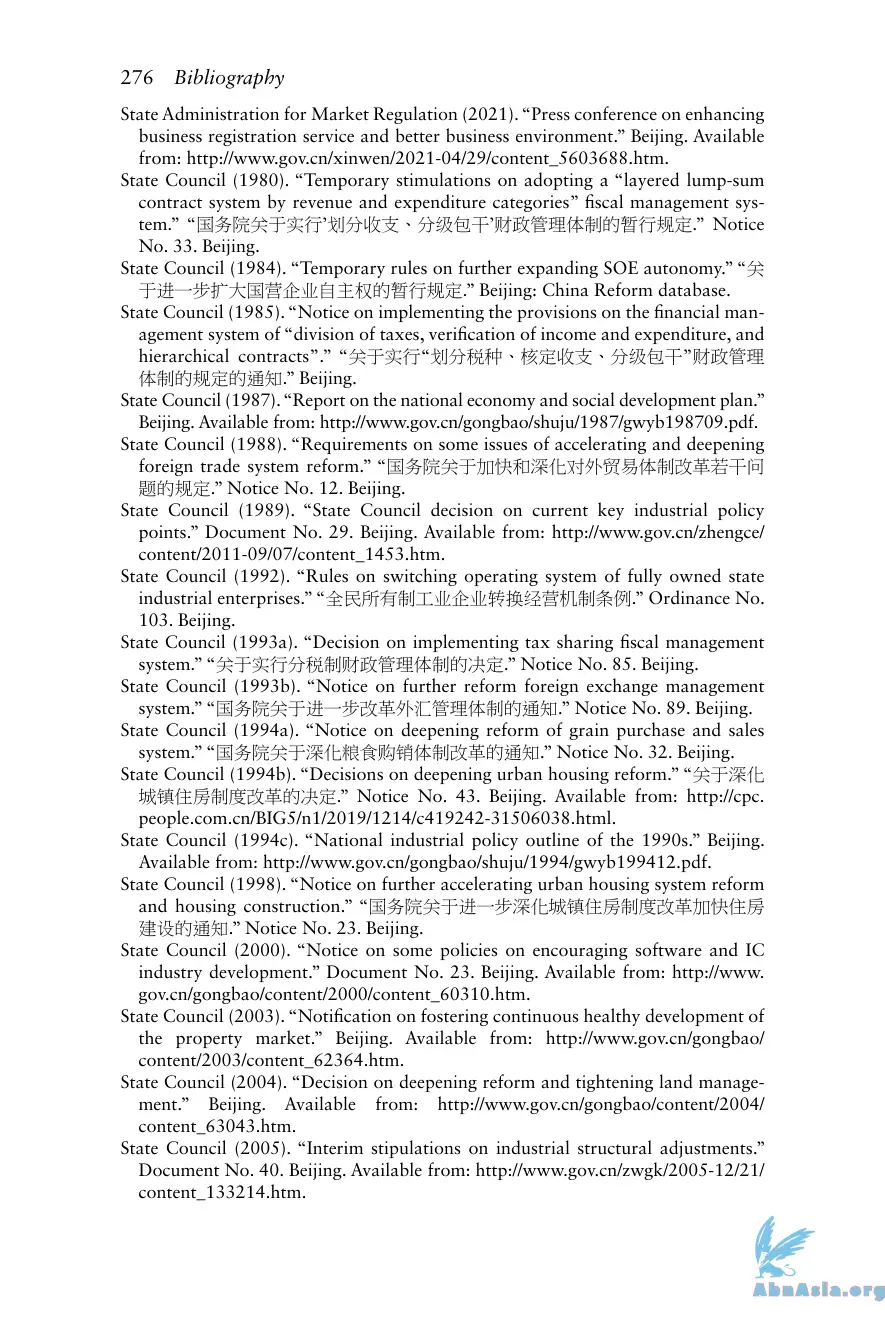 276 Bibliography
State Administration for Market Regulation (2021). “Press conference on enhancing
business registration service and better business environment.” Beijing. Available
from: http://www.gov.cn/xinwen/2021-04/29/content_5603688.htm.
State Council (1980). “Temporary stimulations on adopting a “layered lump-sum
contract system by revenue and expenditure categories” fiscal management sys-
tem.” “国务院关于实行’划分收支、分级包干’财政管理体制的暂行规定.” Notice
No. 33. Beijing.
State Council (1984). “Temporary rules on further expanding SOE autonomy.” “关
于进一步扩大国营企业自主权的暂行规定.” Beijing: China Reform database.
State Council (1985). “Notice on implementing the provisions on the financial man-
agement system of “division of taxes, verification of income and expenditure, and
hierarchical contracts”.” “关于实行“划分税种、核定收支、分级包干”财政管理
体制的规定的通知.” Beijing.
State Council (1987). “Report on the national economy and social development plan.”
Beijing. Available from: http://www.gov.cn/gongbao/shuju/1987/gwyb198709.pdf.
State Council (1988). “Requirements on some issues of accelerating and deepening
foreign trade system reform.” “国务院关于加快和深化对外贸易体制改革若干问
题的规定.” Notice No. 12. Beijing.
State Council (1989). “State Council decision on current key industrial policy
points.” Document No. 29. Beijing. Available from: http://www.gov.cn/zhengce/
content/2011-09/07/content_1453.htm.
State Council (1992). “Rules on switching operating system of fully owned state
industrial enterprises.” “全民所有制工业企业转换经营机制条例.” Ordinance No.
103. Beijing.
State Council (1993a). “Decision on implementing tax sharing fiscal management
system.” “关于实行分税制财政管理体制的决定.” Notice No. 85. Beijing.
State Council (1993b). “Notice on further reform foreign exchange management
system.” “国务院关于进一步改革外汇管理体制的通知.” Notice No. 89. Beijing.
State Council (1994a). “Notice on deepening reform of grain purchase and sales
system.” “国务院关于深化粮食购销体制改革的通知.” Notice No. 32. Beijing.
State Council (1994b). “Decisions on deepening urban housing reform.” “关于深化
城镇住房制度改革的决定.” Notice No. 43. Beijing. Available from: http://cpc.
people.com.cn/BIG5/n1/2019/1214/c419242-31506038.html.
State Council (1994c). “National industrial policy outline of the 1990s.” Beijing.
Available from: http://www.gov.cn/gongbao/shuju/1994/gwyb199412.pdf.
State Council (1998). “Notice on further accelerating urban housing system reform
and housing construction.” “国务院关于进一步深化城镇住房制度改革加快住房
建设的通知.” Notice No. 23. Beijing.
State Council (2000). “Notice on some policies on encouraging software and IC
industry development.” Document No. 23. Beijing. Available from: http://www.
gov.cn/gongbao/content/2000/content_60310.htm.
State Council (2003). “Notification on fostering continuous healthy development of
the property market.” Beijing. Available from: http://www.gov.cn/gongbao/
content/2003/content_62364.htm.
State Council (2004). “Decision on deepening reform and tightening land manage-
ment.” Beijing. Available from: http://www.gov.cn/gongbao/content/2004/
content_63043.htm.
State Council (2005). “Interim stipulations on industrial structural adjustments.”
Document No. 40. Beijing. Available from: http://www.gov.cn/zwgk/2005-12/21/
content_133214.htm.
AbnAsia.org